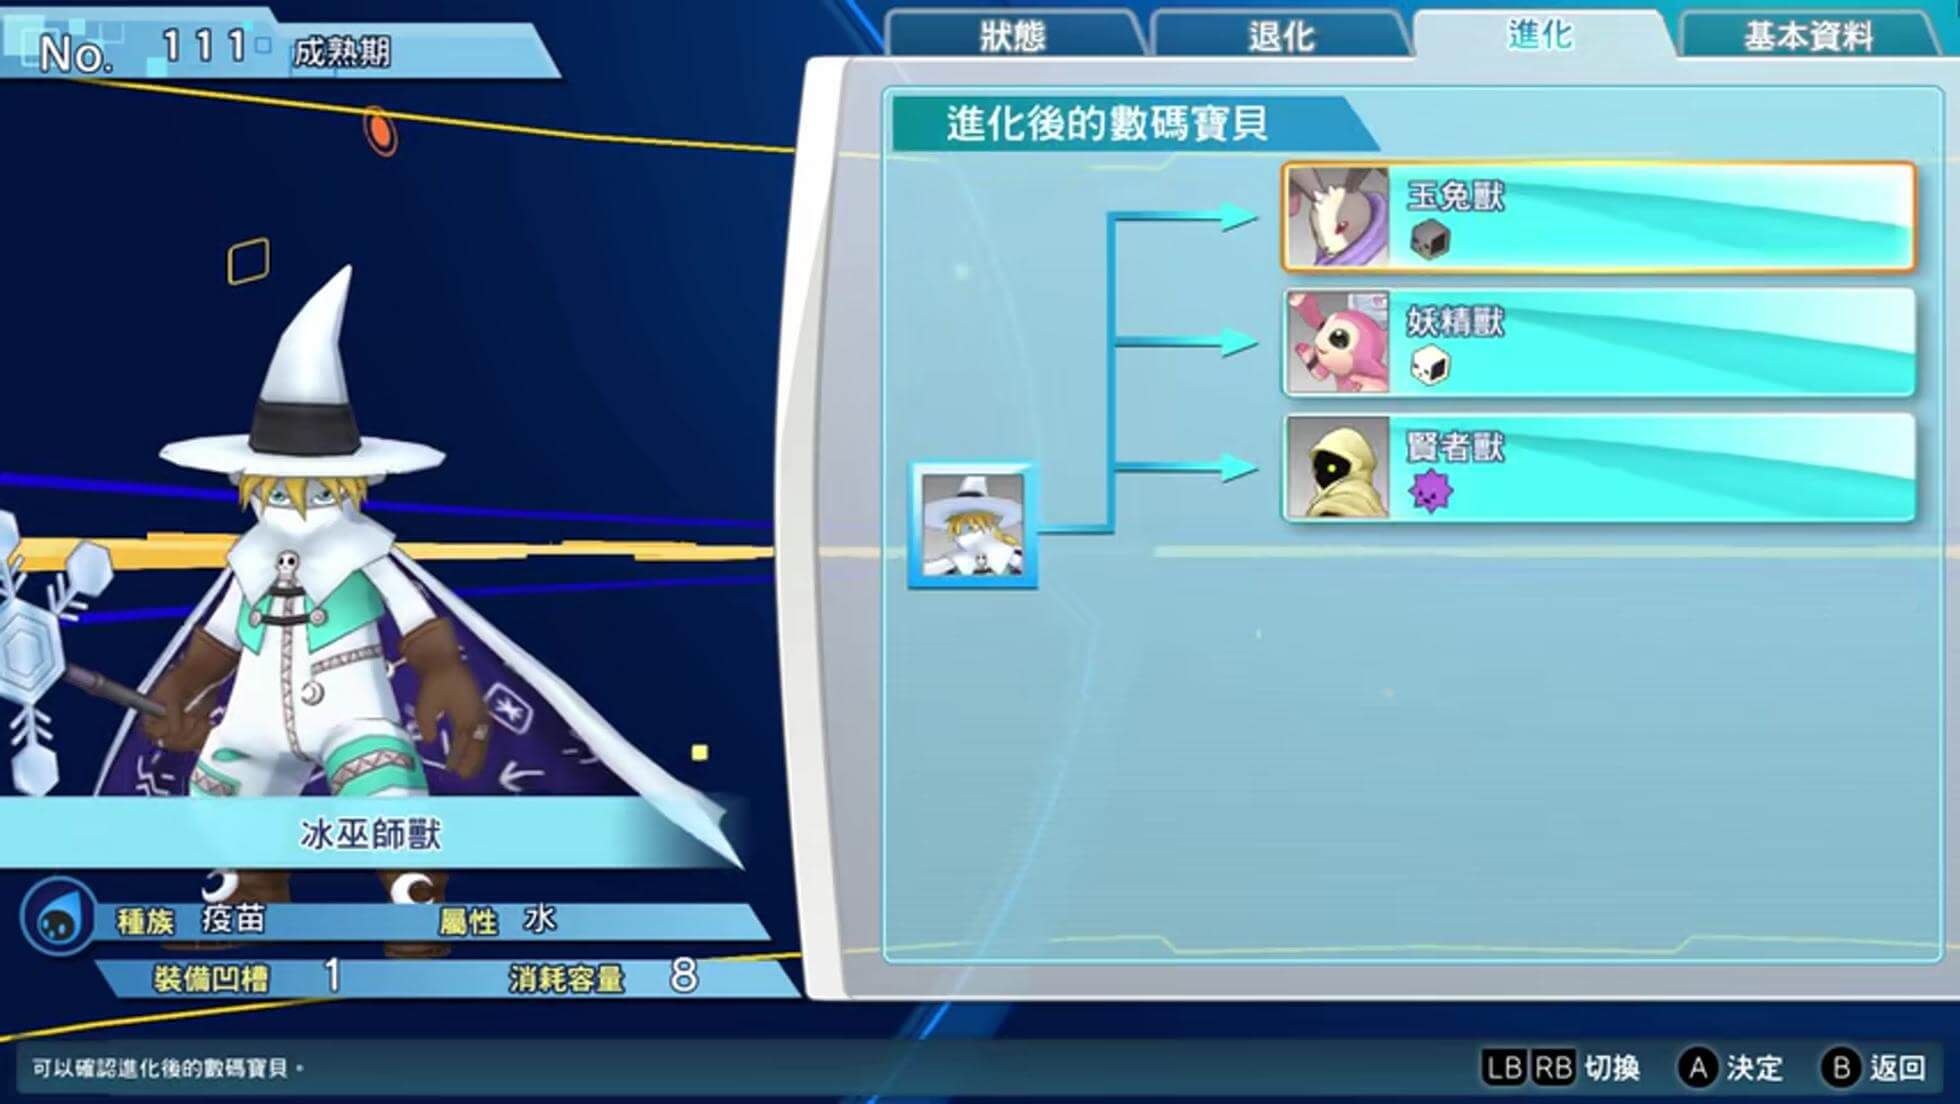 No. 111 成熟期
狀態 退化 進化 基本資料
進化後的數碼寶貝
玉兔獸
妖精獸
賢者獸
冰巫師獸
種族 疫苗 屬性 水
裝備凹槽 1 消耗容量 8
可以確認進化後的數碼寶貝。
LB RB 切換 A 決定 B 返回